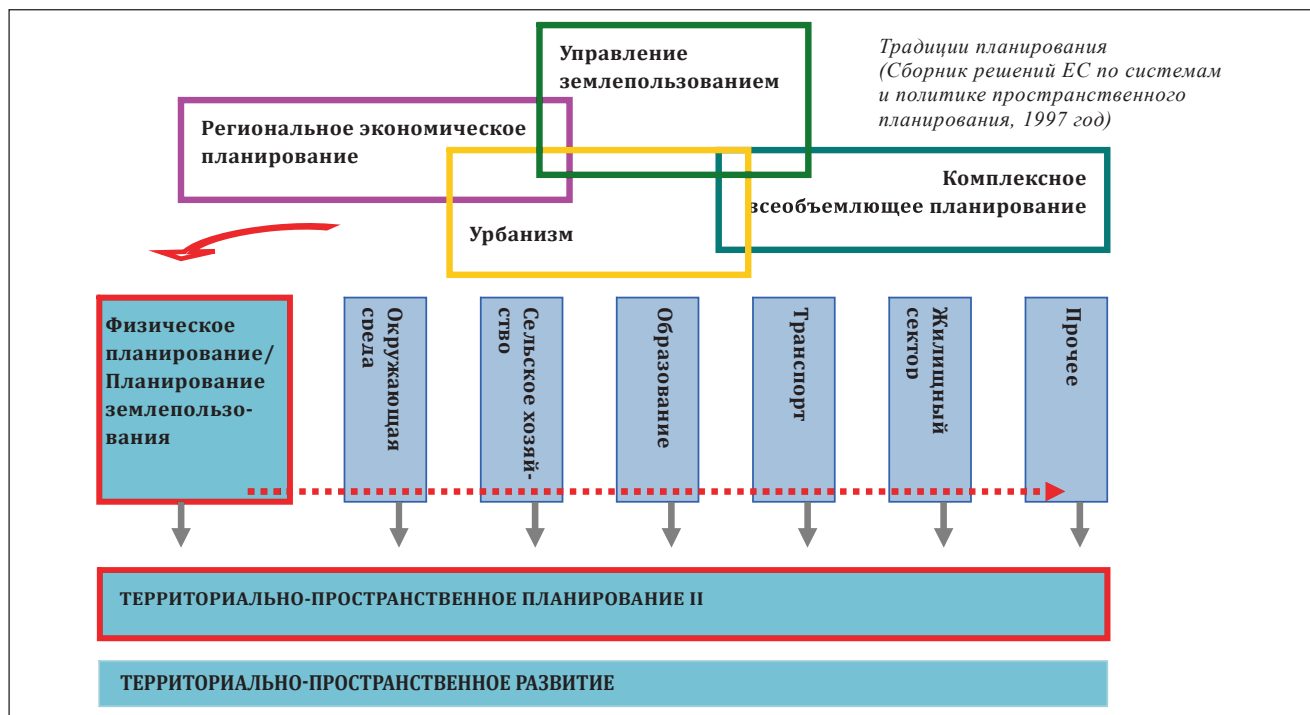 Управление
землепользованием
Традиции планирования
(Сборник решений ЕС по системам
и политике пространственного
планирования, 1997 год)
Региональное экономическое
планирование
Комплексное
всеобъемлющее планирование
Урбанизм
Физическое
планирование/
Планирование
землепользо-
вания
Окружающая
среда
Сельское хозяй-
ство
Образование
Транспорт
Жилищный
сектор
Прочее
ТЕРРИТОРИАЛЬНО-ПРОСТРАНСТВЕННОЕ ПЛАНИРОВАНИЕ II
ТЕРРИТОРИАЛЬНО-ПРОСТРАНСТВЕННОЕ РАЗВИТИЕ